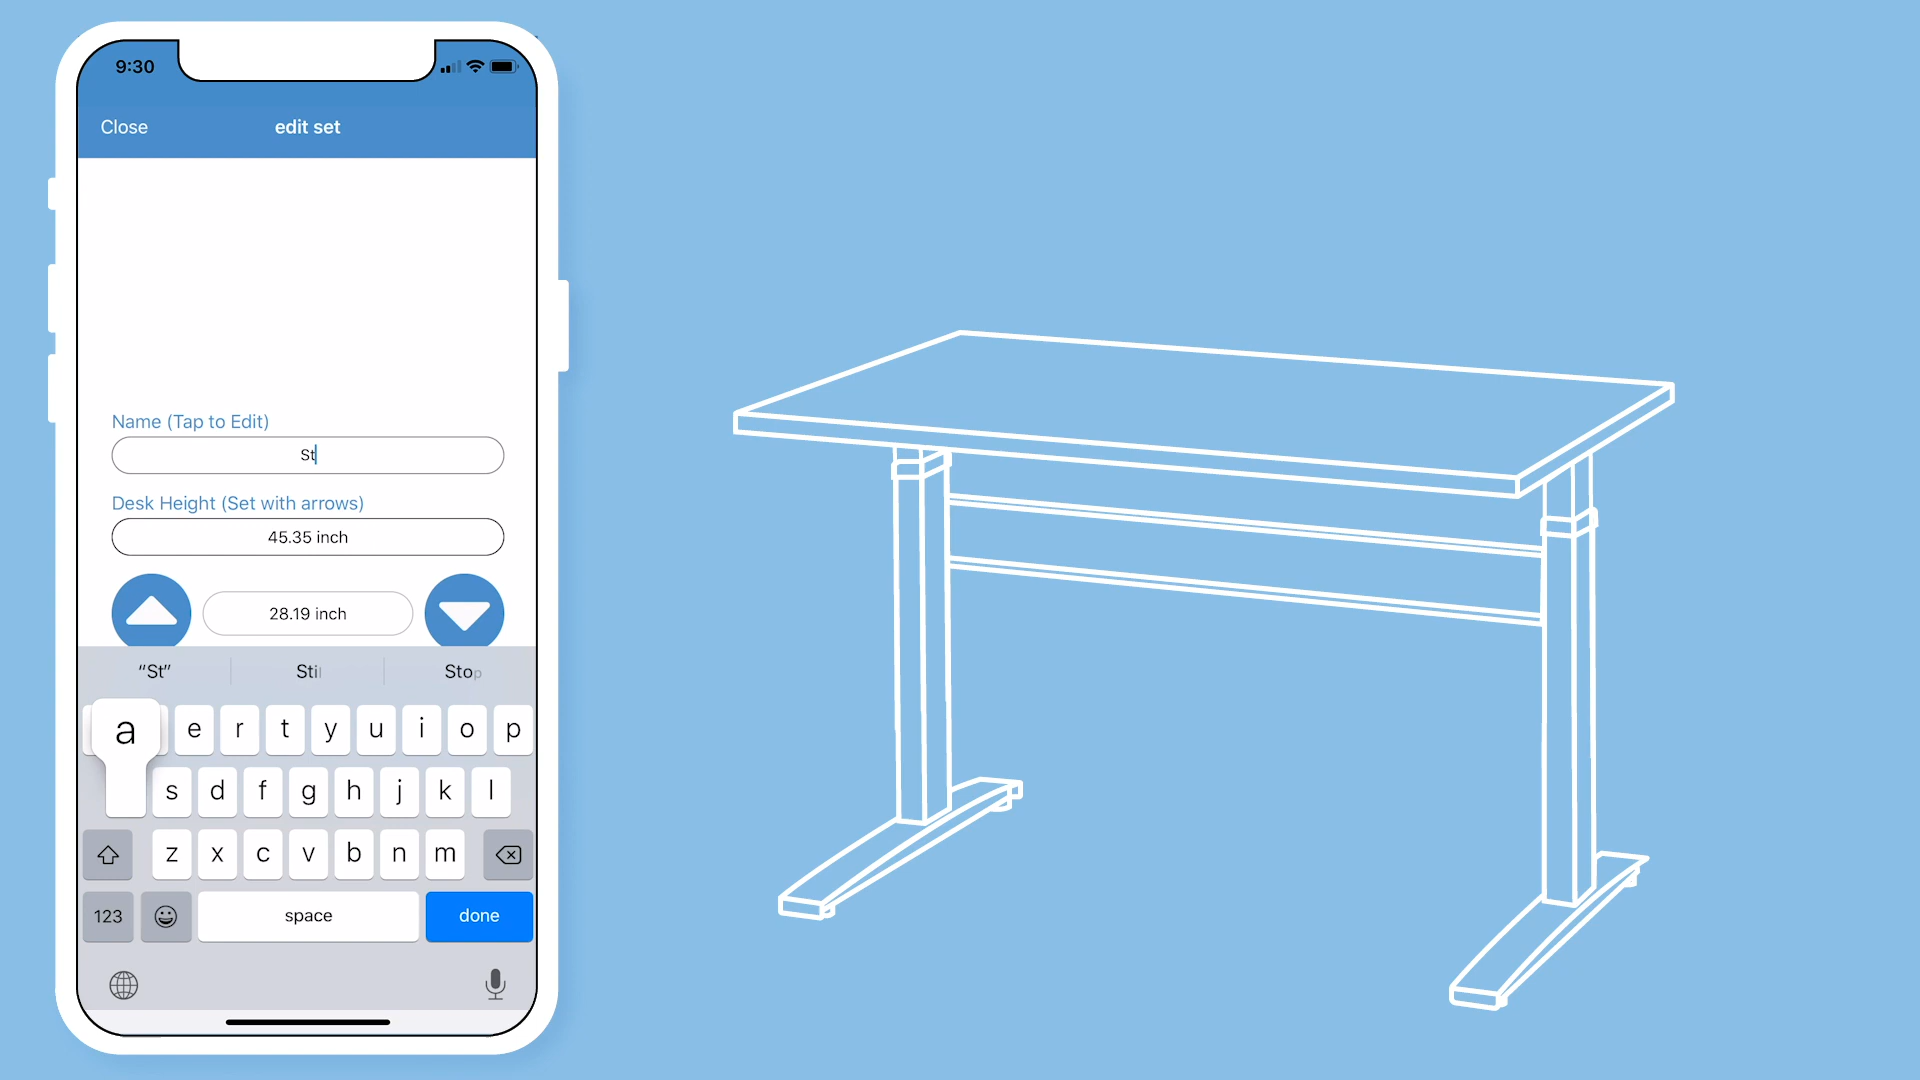 9:30
Close edit set
Name (Tap to Edit)
St
Desk Height (Set with arrows)
45.35 inch
28.19 inch
“St” Stil Stop
a e r t y u i o p
s d f g h j k l
z x c v b n m
123 space done